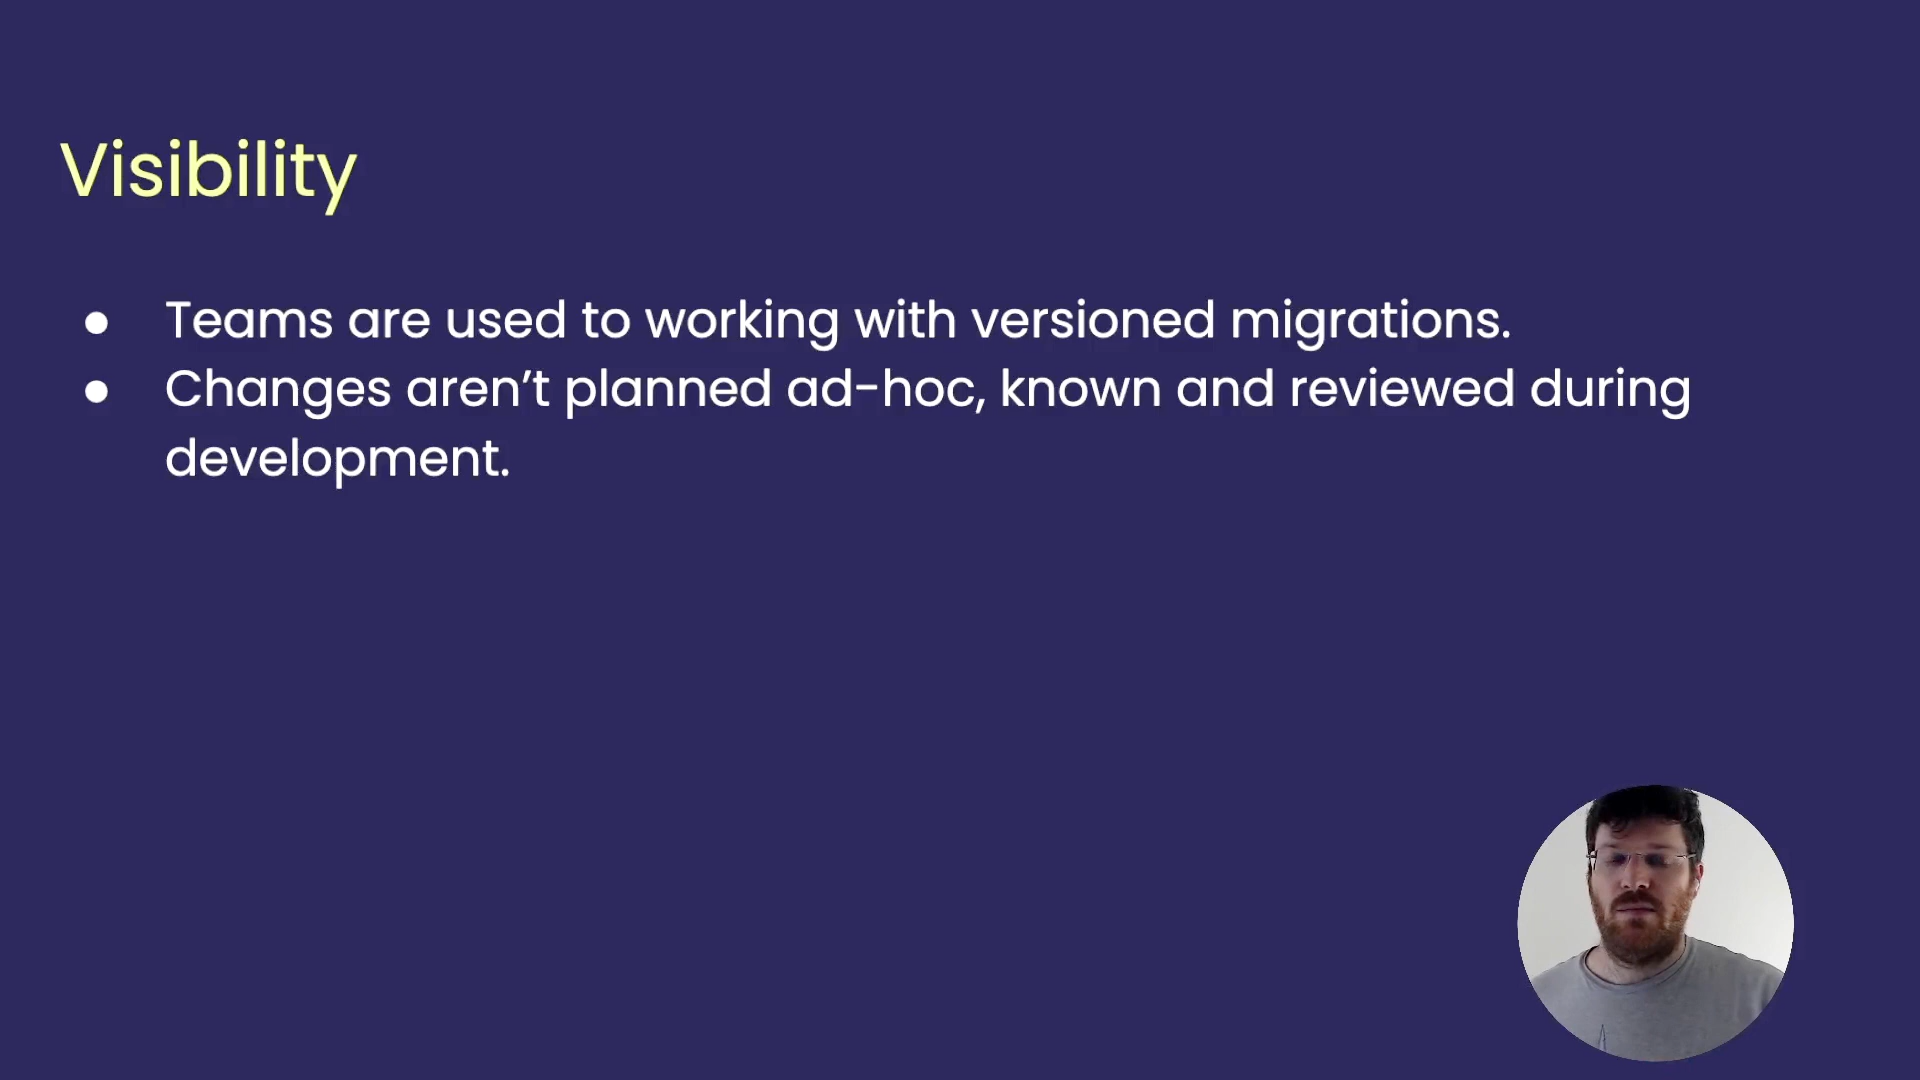 Visibility
● Teams are used to working with versioned migrations.
● Changes aren’t planned ad-hoc, known and reviewed during
development.